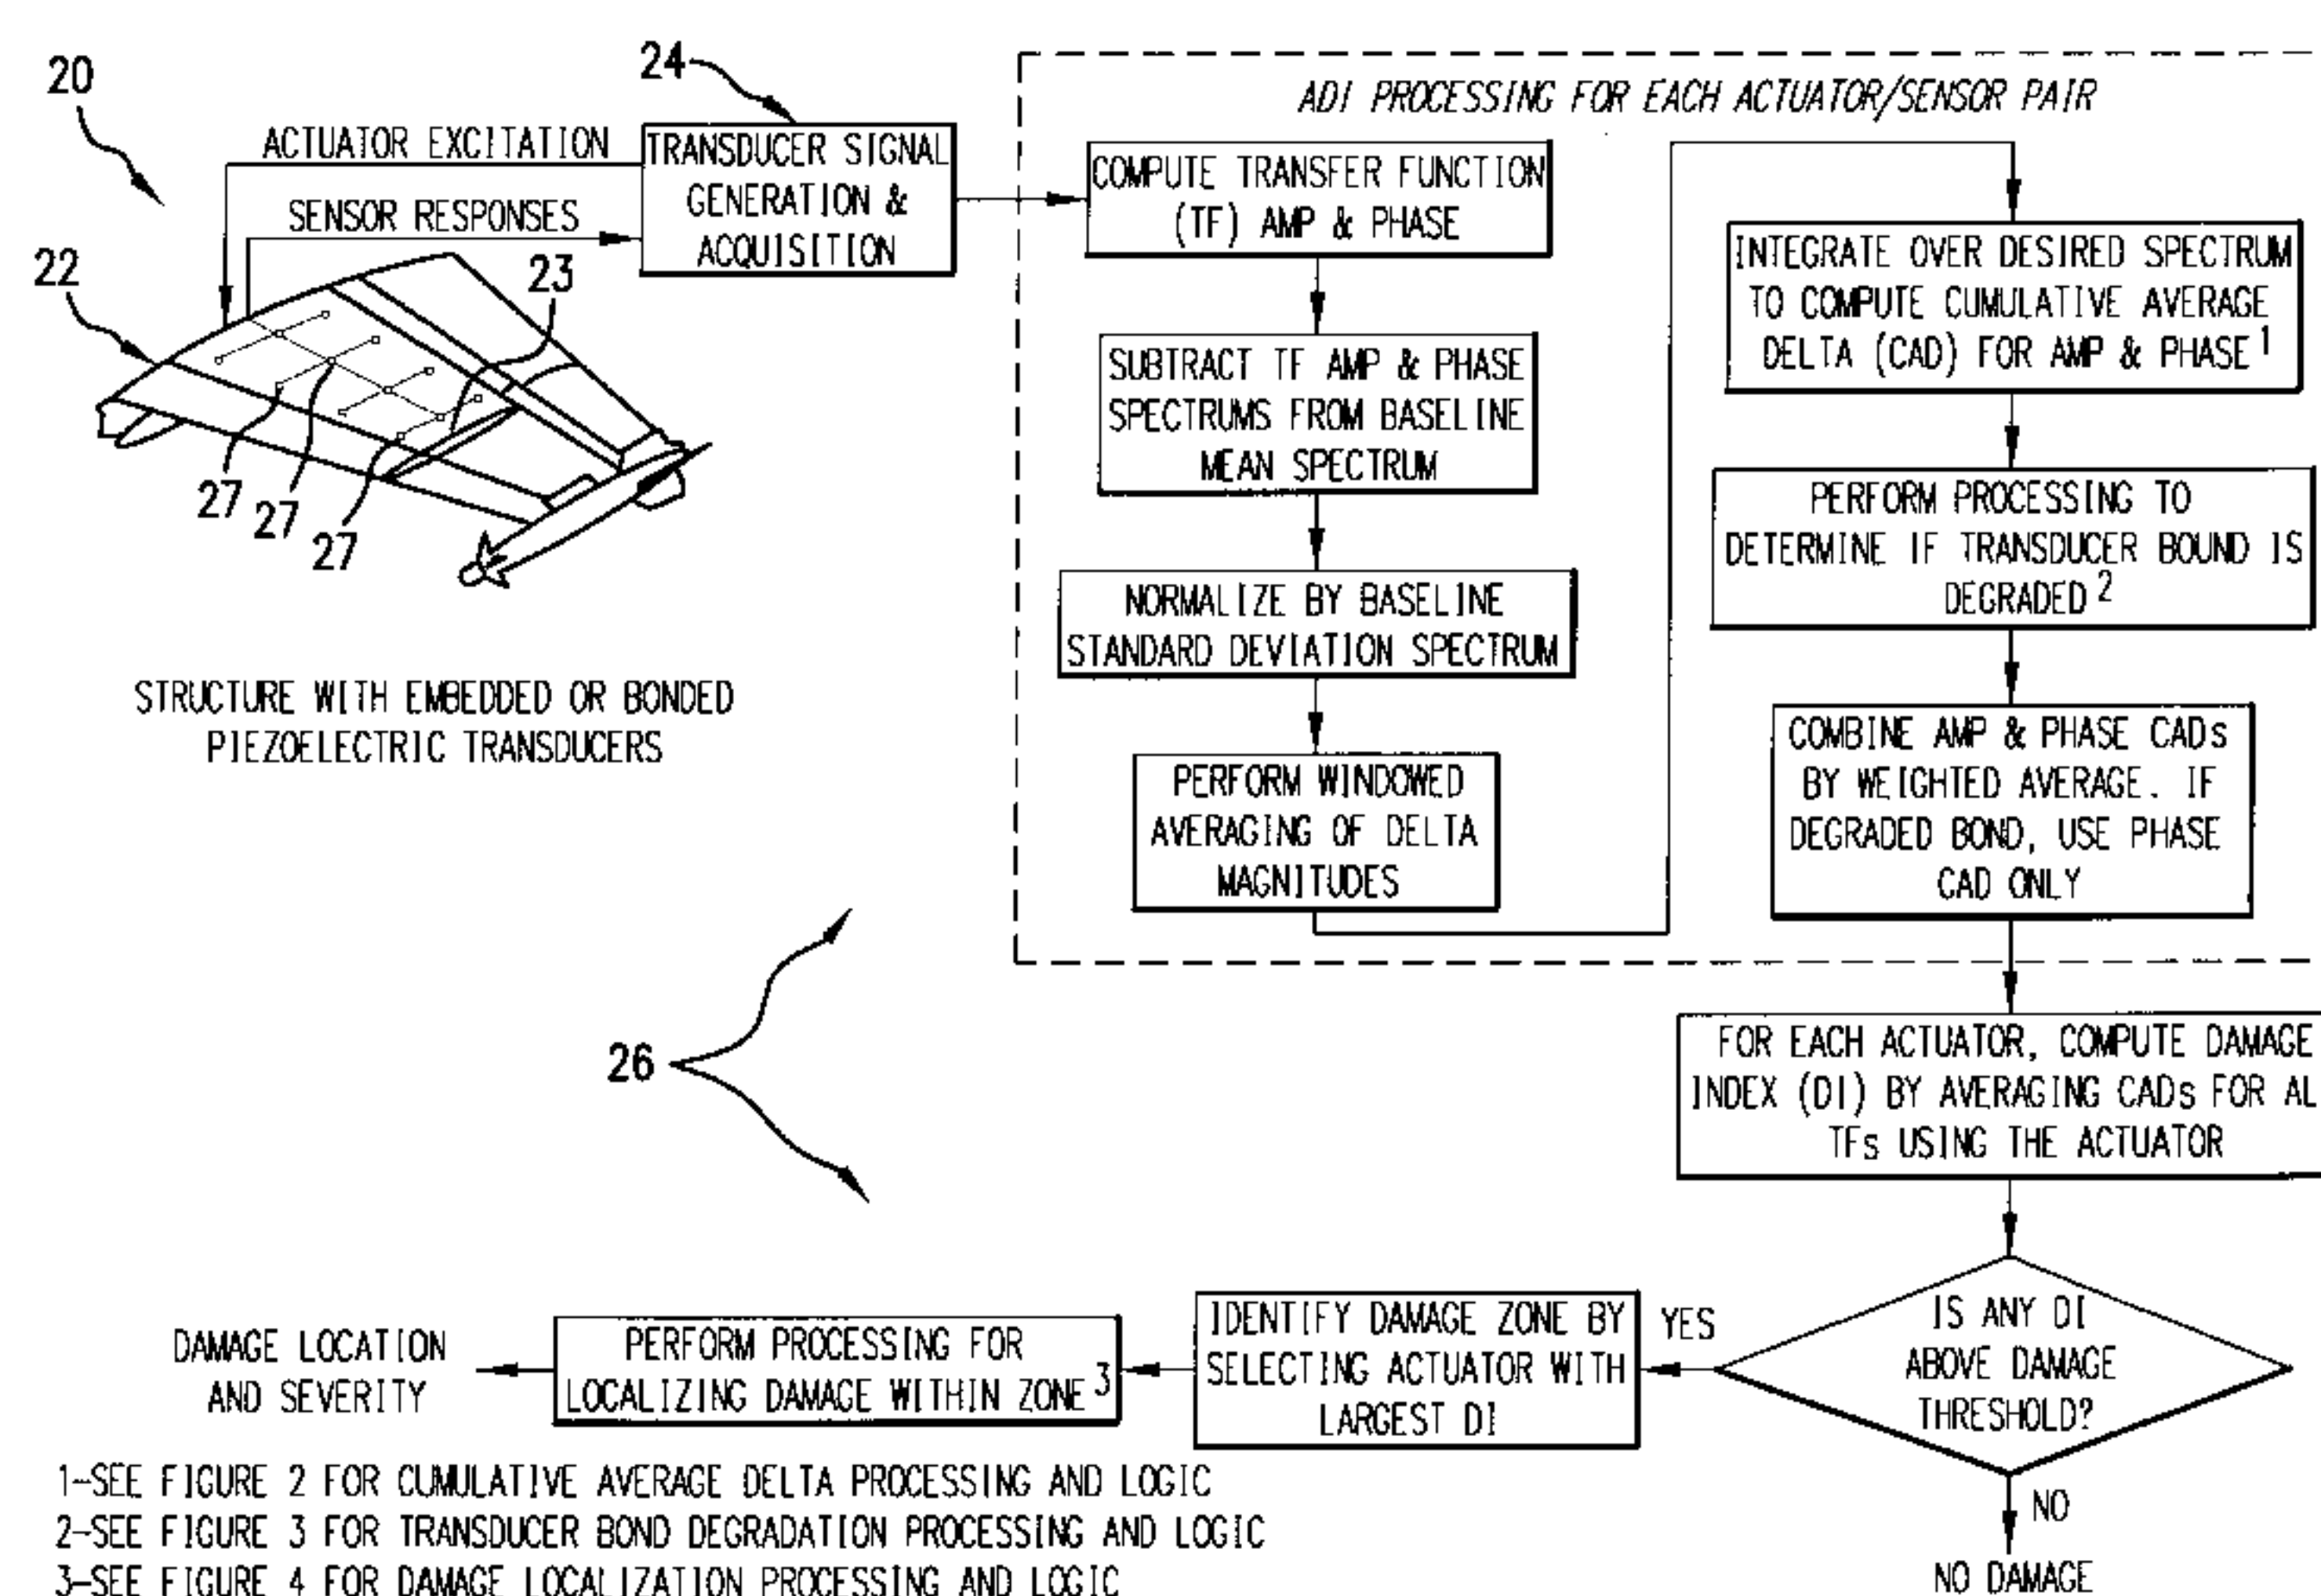 20
24
ACTUATOR EXCITATION
SENSOR RESPONSES
22
23
27
27
27
TRANSDUCER SIGNAL
GENERATION &
ACQUISITION
STRUCTURE WITH EMBEDDED OR BONDED
PIEZOELECTRIC TRANSDUCERS
ADI PROCESSING FOR EACH ACTUATOR/SENSOR PAIR
COMPUTE TRANSFER FUNCTION
(TF) AMP & PHASE
SUBTRACT TF AMP & PHASE
SPECTRUMS FROM BASELINE
MEAN SPECTRUM
NORMALIZE BY BASELINE
STANDARD DEVIATION SPECTRUM
PERFORM WINDOWED
AVERAGING OF DELTA
MAGNITUDES
INTEGRATE OVER DESIRED SPECTRUM
TO COMPUTE CUMULATIVE AVERAGE
DELTA (CAD) FOR AMP & PHASE 1
PERFORM PROCESSING TO
DETERMINE IF TRANSDUCER BOUND IS
DEGRADED 2
COMBINE AMP & PHASE CADs
BY WEIGHTED AVERAGE. IF
DEGRADED BOND, USE PHASE
CAD ONLY
26
FOR EACH ACTUATOR, COMPUTE DAMAGE
INDEX (DI) BY AVERAGING CADs FOR AL
TFs USING THE ACTUATOR
IS ANY DI
ABOVE DAMAGE
THRESHOLD?
YES
NO
NO DAMAGE
IDENTIFY DAMAGE ZONE BY
SELECTING ACTUATOR WITH
LARGEST DI
PERFORM PROCESSING FOR
LOCALIZING DAMAGE WITHIN ZONE 3
DAMAGE LOCATION
AND SEVERITY
1-SEE FIGURE 2 FOR CUMULATIVE AVERAGE DELTA PROCESSING AND LOGIC
2-SEE FIGURE 3 FOR TRANSDUCER BOND DEGRADATION PROCESSING AND LOGIC
3-SEE FIGURE 4 FOR DAMAGE LOCALIZATION PROCESSING AND LOGIC